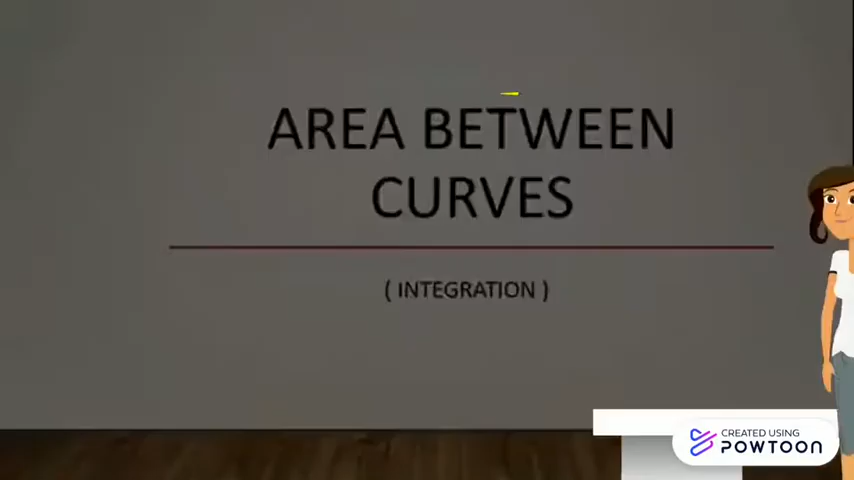 AREA BETWEEN
CURVES
( INTEGRATION )
CREATED USING
POWTOON